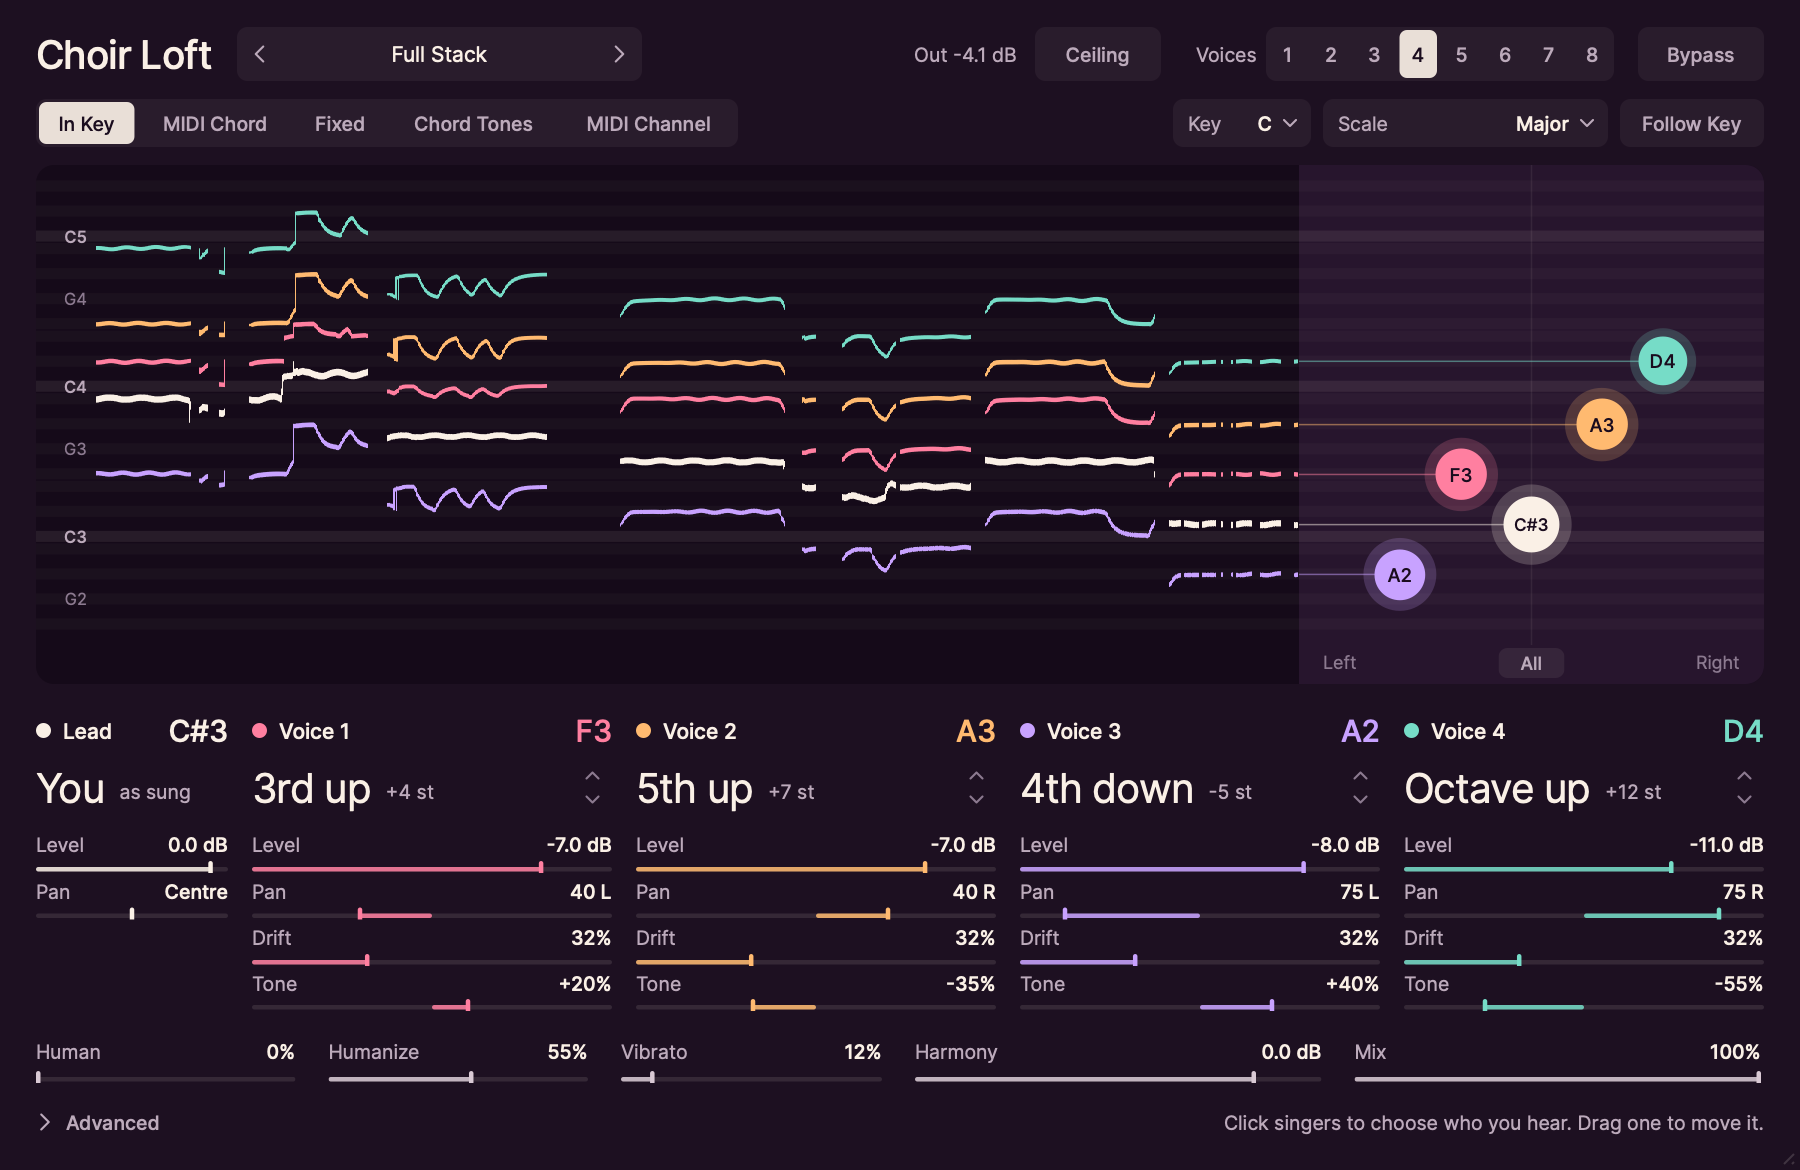 Choir Loft
Full Stack
Out -4.1 dB
Ceiling
Voices 1 2 3 4 5 6 7 8
Bypass
In Key
MIDI Chord
Fixed
Chord Tones
MIDI Channel
Key C
Scale Major
Follow Key
C5
G4
C4
G3
C3
G2
D4
A3
F3
C#3
A2
Left
All
Right
Lead C#3
You as sung
Level 0.0 dB
Pan Centre
Voice 1 F3
3rd up +4 st
Level -7.0 dB
Pan 40 L
Drift 32%
Tone +20%
Voice 2 A3
5th up +7 st
Level -7.0 dB
Pan 40 R
Drift 32%
Tone -35%
Voice 3 A2
4th down -5 st
Level -8.0 dB
Pan 75 L
Drift 32%
Tone +40%
Voice 4 D4
Octave up +12 st
Level -11.0 dB
Pan 75 R
Drift 32%
Tone -55%
Human 0%
Humanize 55%
Vibrato 12%
Harmony 0.0 dB
Mix 100%
Advanced
Click singers to choose who you hear. Drag one to move it.